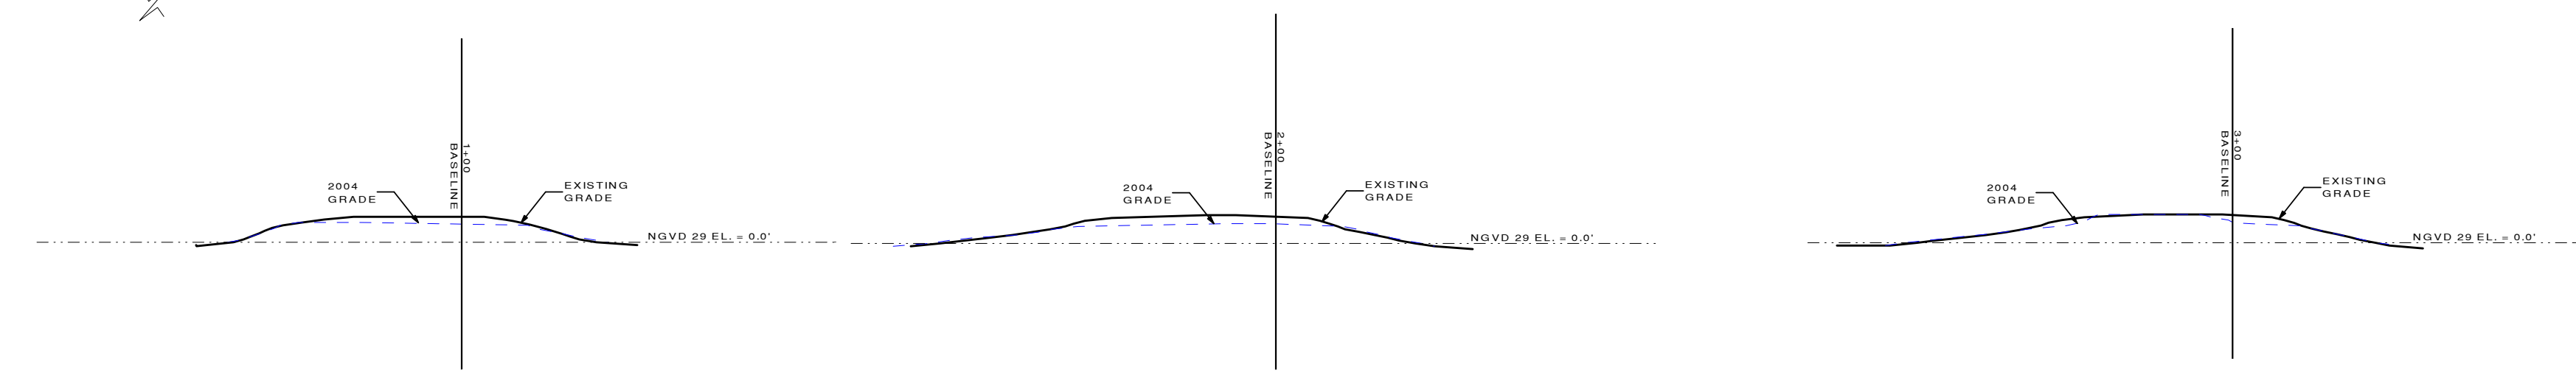 1+00
BASELINE
2004
GRADE
EXISTING
GRADE
NGVD 29 EL. = 0.0'
2+00
BASELINE
2004
GRADE
EXISTING
GRADE
NGVD 29 EL. = 0.0'
3+00
BASELINE
2004
GRADE
EXISTING
GRADE
NGVD 29 EL. = 0.0'